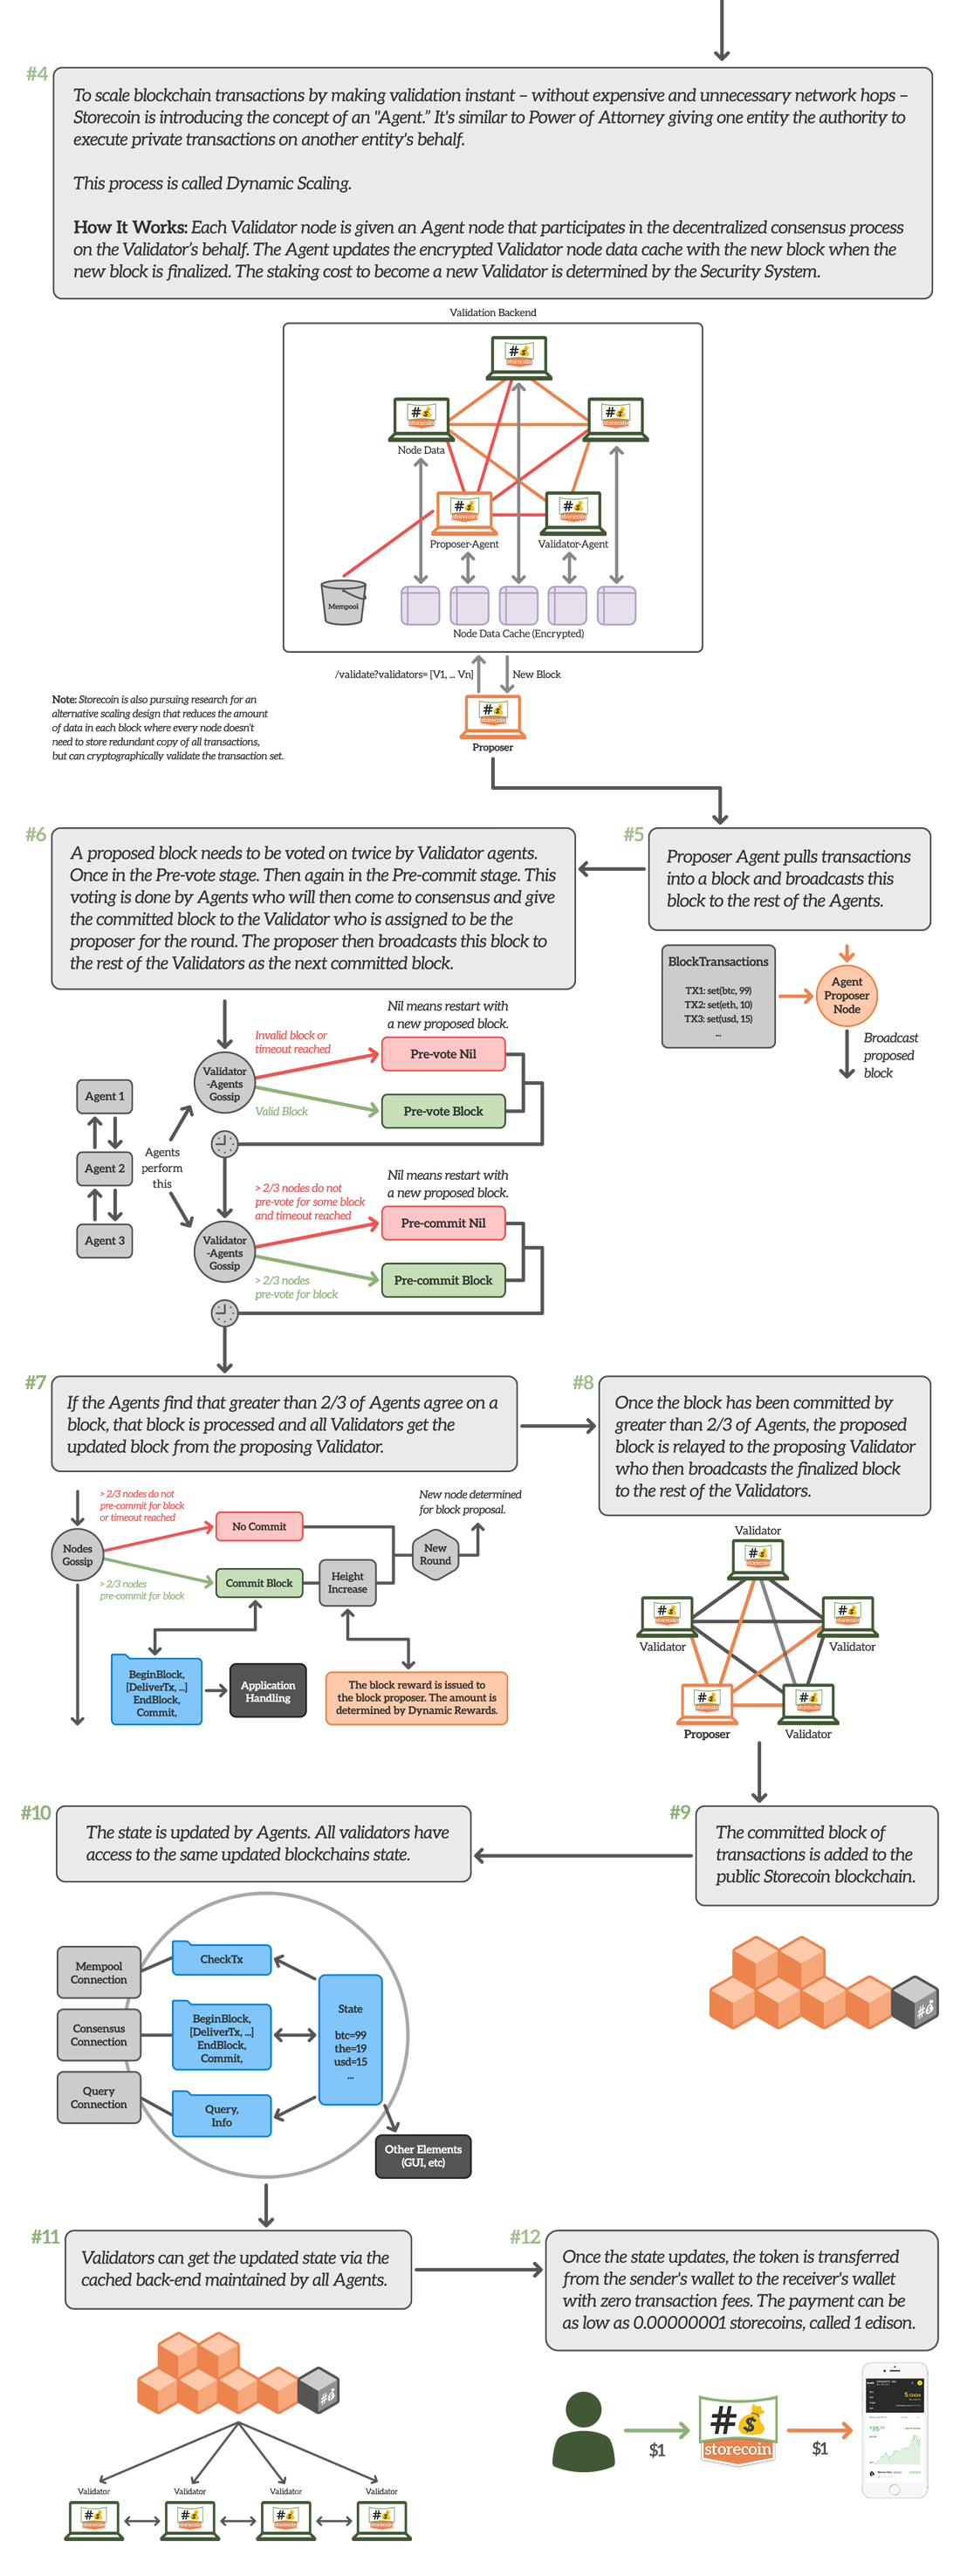 #4
To scale blockchain transactions by making validation instant – without expensive and unnecessary network hops –
Storecoin is introducing the concept of an "Agent.” It's similar to Power of Attorney giving one entity the authority to
execute private transactions on another entity's behalf.
This process is called Dynamic Scaling.
How It Works: Each Validator node is given an Agent node that participates in the decentralized consensus process
on the Validator’s behalf. The Agent updates the encrypted Validator node data cache with the new block when the
new block is finalized. The staking cost to become a new Validator is determined by the Security System.
Validation Backend
#
storecoin
#
storecoin
#
storecoin
Node Data
#
storecoin
#
storecoin
Proposer-Agent
Validator-Agent
Mempool
Node Data Cache (Encrypted)
/validate?validators= [V1, ... Vn]
New Block
#
storecoin
Proposer
Note: Storecoin is also pursuing research for an
alternative scaling design that reduces the amount
of data in each block where every node doesn’t
need to store redundant copy of all transactions,
but can cryptographically validate the transaction set.
#5
Proposer Agent pulls transactions
into a block and broadcasts this
block to the rest of the Agents.
BlockTransactions
TX1: set(btc, 99)
TX2: set(eth, 10)
TX3: set(usd, 15)
...
Agent
Proposer
Node
Broadcast
proposed
block
#6
A proposed block needs to be voted on twice by Validator agents.
Once in the Pre-vote stage. Then again in the Pre-commit stage. This
voting is done by Agents who will then come to consensus and give
the committed block to the Validator who is assigned to be the
proposer for the round. The proposer then broadcasts this block to
the rest of the Validators as the next committed block.
Nil means restart with
a new proposed block.
Invalid block or
timeout reached
Pre-vote Nil
Validator
-Agents
Gossip
Valid Block
Pre-vote Block
Agent 1
Agent 2
Agent 3
Agents
perform
this
Nil means restart with
a new proposed block.
> 2/3 nodes do not
pre-vote for some block
and timeout reached
Pre-commit Nil
Validator
-Agents
Gossip
> 2/3 nodes
pre-vote for block
Pre-commit Block
#7
If the Agents find that greater than 2/3 of Agents agree on a
block, that block is processed and all Validators get the
updated block from the proposing Validator.
> 2/3 nodes do not
pre-commit for block
or timeout reached
No Commit
New node determined
for block proposal.
Nodes
Gossip
New
Round
> 2/3 nodes
pre-commit for block
Commit Block
Height
Increase
BeginBlock,
[DeliverTx, ...]
EndBlock,
Commit,
Application
Handling
The block reward is issued to
the block proposer. The amount is
determined by Dynamic Rewards.
#8
Once the block has been committed by
greater than 2/3 of Agents, the proposed
block is relayed to the proposing Validator
who then broadcasts the finalized block
to the rest of the Validators.
Validator
#
storecoin
#
storecoin
#
storecoin
Validator
Validator
#
storecoin
#
storecoin
Proposer
Validator
#9
The committed block of
transactions is added to the
public Storecoin blockchain.
#
#10
The state is updated by Agents. All validators have
access to the same updated blockchains state.
Mempool
Connection
CheckTx
Consensus
Connection
BeginBlock,
[DeliverTx, ...]
EndBlock,
Commit,
State
btc=99
the=19
usd=15
...
Query
Connection
Query,
Info
Other Elements
(GUI, etc)
#11
Validators can get the updated state via the
cached back-end maintained by all Agents.
#
Validator
Validator
Validator
Validator
#
storecoin
#
storecoin
#
storecoin
#
storecoin
#12
Once the state updates, the token is transferred
from the sender's wallet to the receiver's wallet
with zero transaction fees. The payment can be
as low as 0.00000001 storecoins, called 1 edison.
$1
#
storecoin
$1